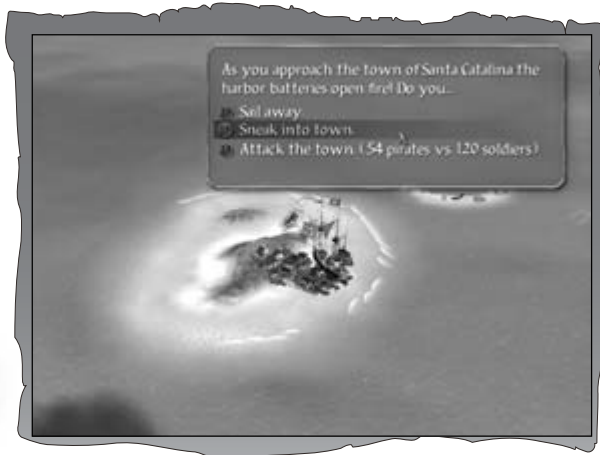 As you approach the town of Santa Catalina the
harbor batteries open fire! Do you...
Sail away
Sneak into town
Attack the town (54 pirates vs 120 soldiers)